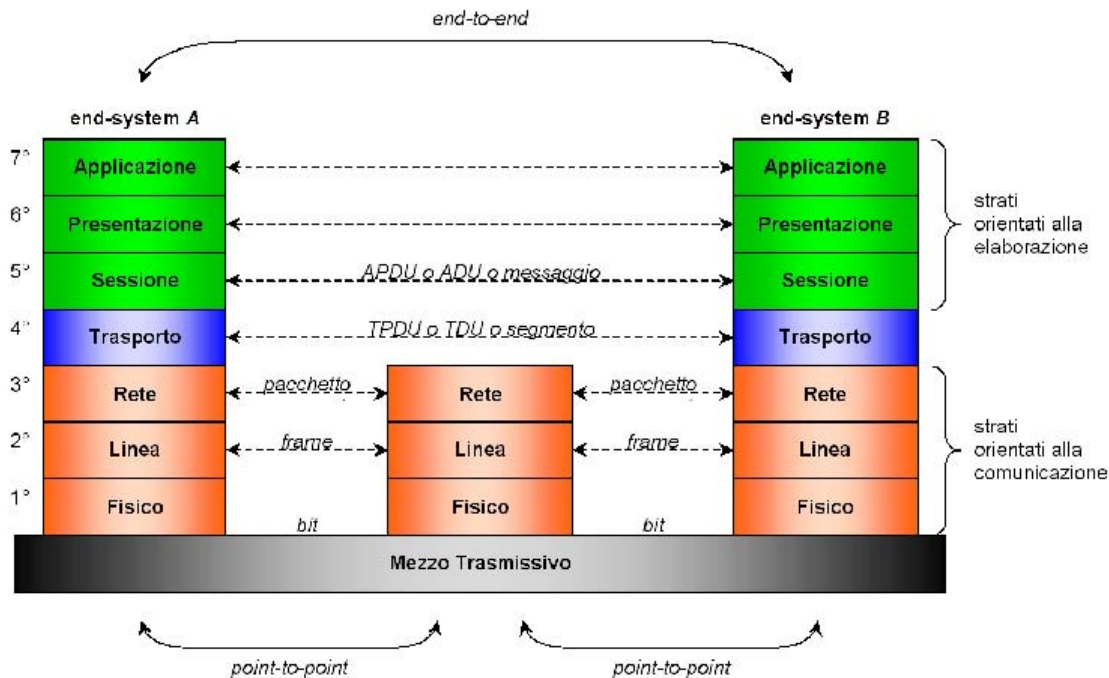 end-to-end
end-system A
end-system B
7° Applicazione Applicazione
6° Presentazione Presentazione
strati
orientati alla
elaborazione
5° Sessione APDU o ADU o messaggio Sessione
4° Trasporto TPDU o TDU o segmento Trasporto
3° Rete pacchetto Rete pacchetto Rete
2° Linea frame Linea frame Linea
strati
orientati alla
comunicazione
1° Fisico bit Fisico bit Fisico
Mezzo Trasmissivo
point-to-point point-to-point